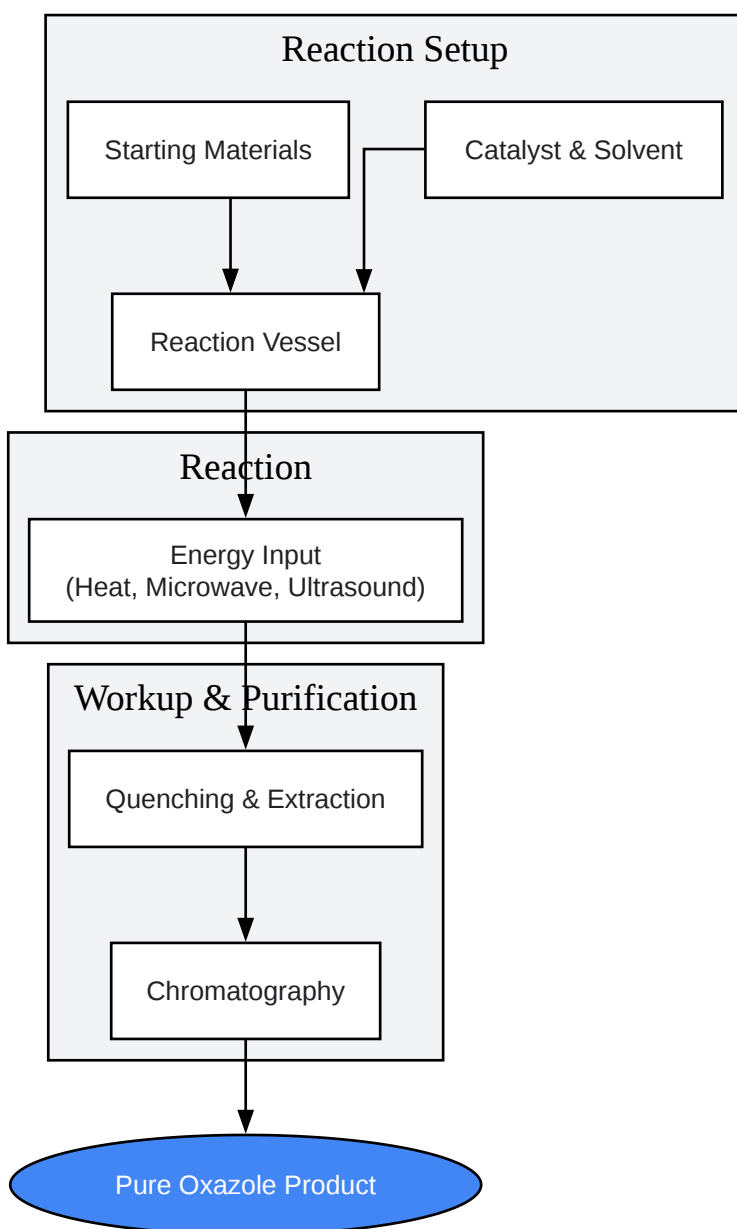 Reaction Setup
Starting Materials
Catalyst & Solvent
Reaction Vessel
Reaction
Energy Input
(Heat, Microwave, Ultrasound)
Workup & Purification
Quenching & Extraction
Chromatography
Pure Oxazole Product